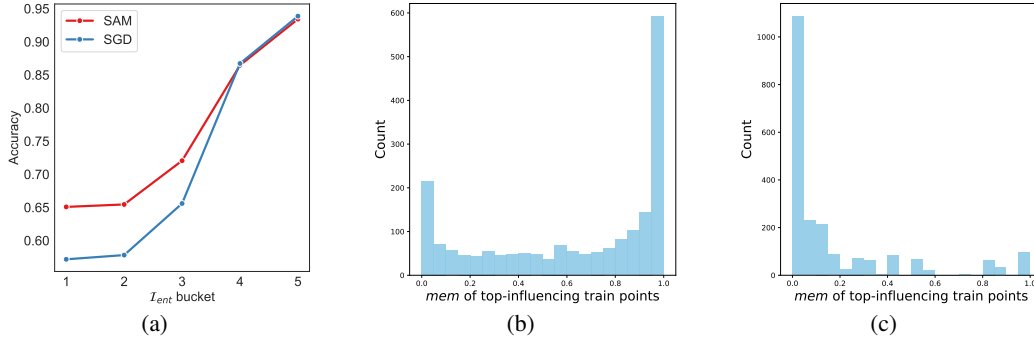 0.95
0.90
0.85
0.80
0.75
0.70
0.65
0.60
Accuracy
SAM
SGD
1 2 3 4 5
I_ent bucket
(a)
600
500
400
300
200
100
0
Count
0.0 0.2 0.4 0.6 0.8 1.0
mem of top-influencing train points
(b)
1000
800
600
400
200
0
Count
0.0 0.2 0.4 0.6 0.8 1.0
mem of top-influencing train points
(c)